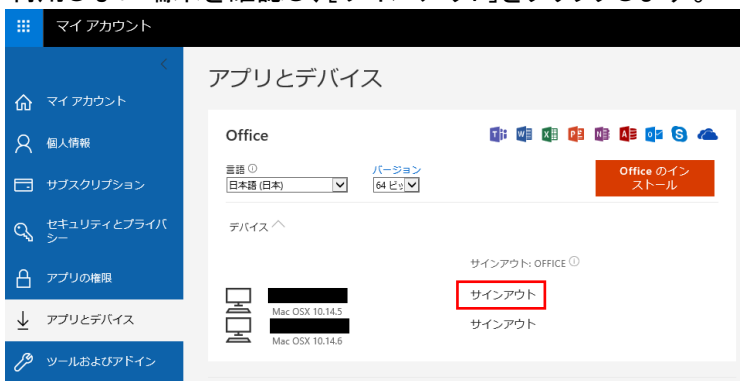 マイ アカウント
アプリとデバイス
マイ アカウント
個人情報
サブスクリプション
セキュリティとプライバ
シー
アプリの権限
アプリとデバイス
ツールおよびアドイン
Office
言語
バージョン
日本語 (日本)
64 ビッ
Office のイン
ストール
デバイス
サインアウト: OFFICE
サインアウト
Mac OSX 10.14.5
サインアウト
Mac OSX 10.14.6